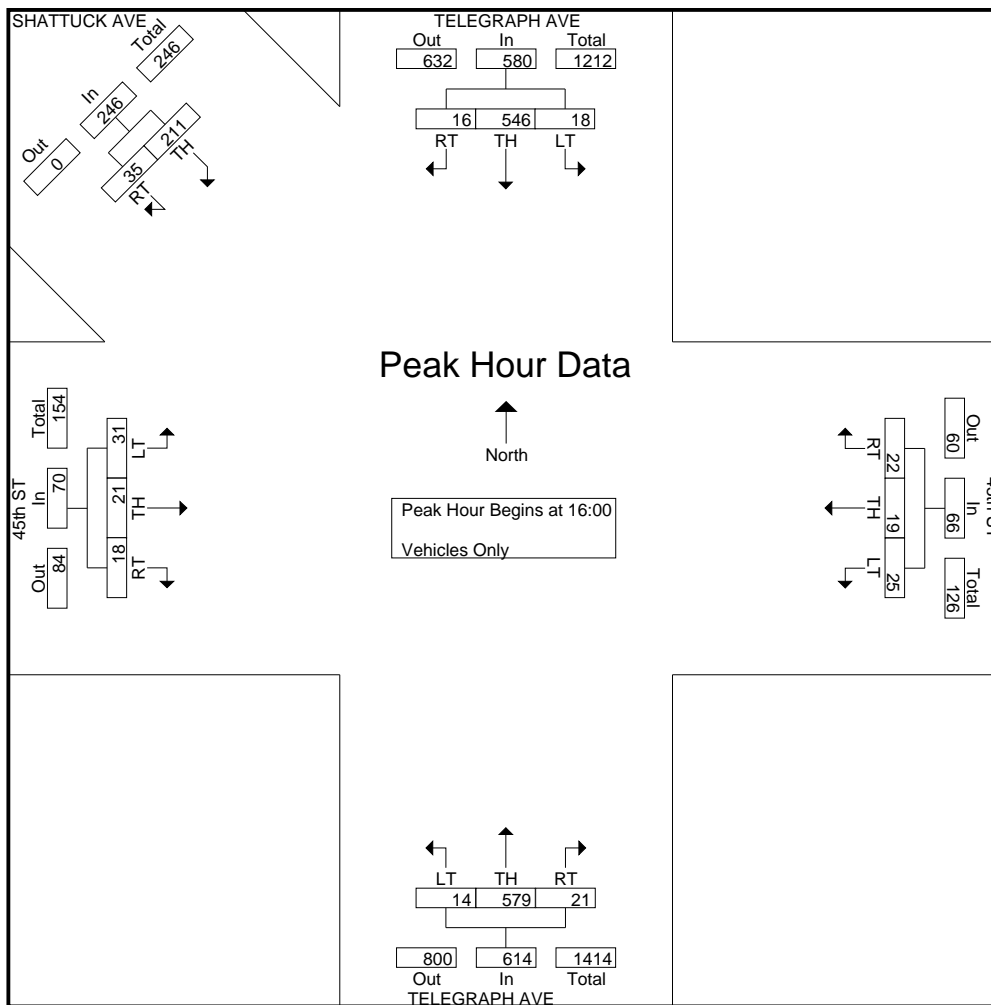 SHATTUCK AVE
Total
246
In
246
Out
0
211
TH
35
RT
TELEGRAPH AVE
Out In Total
632 580 1212
16 546 18
RT TH LT
Peak Hour Data
North
Peak Hour Begins at 16:00
Vehicles Only
45th ST
Total
154
In
70
Out
84
31
LT
21
TH
18
RT
RT
22
TH
19
LT
25
Out
60
In
66
Total
126
45th ST
LT TH RT
14 579 21
800 614 1414
Out In Total
TELEGRAPH AVE